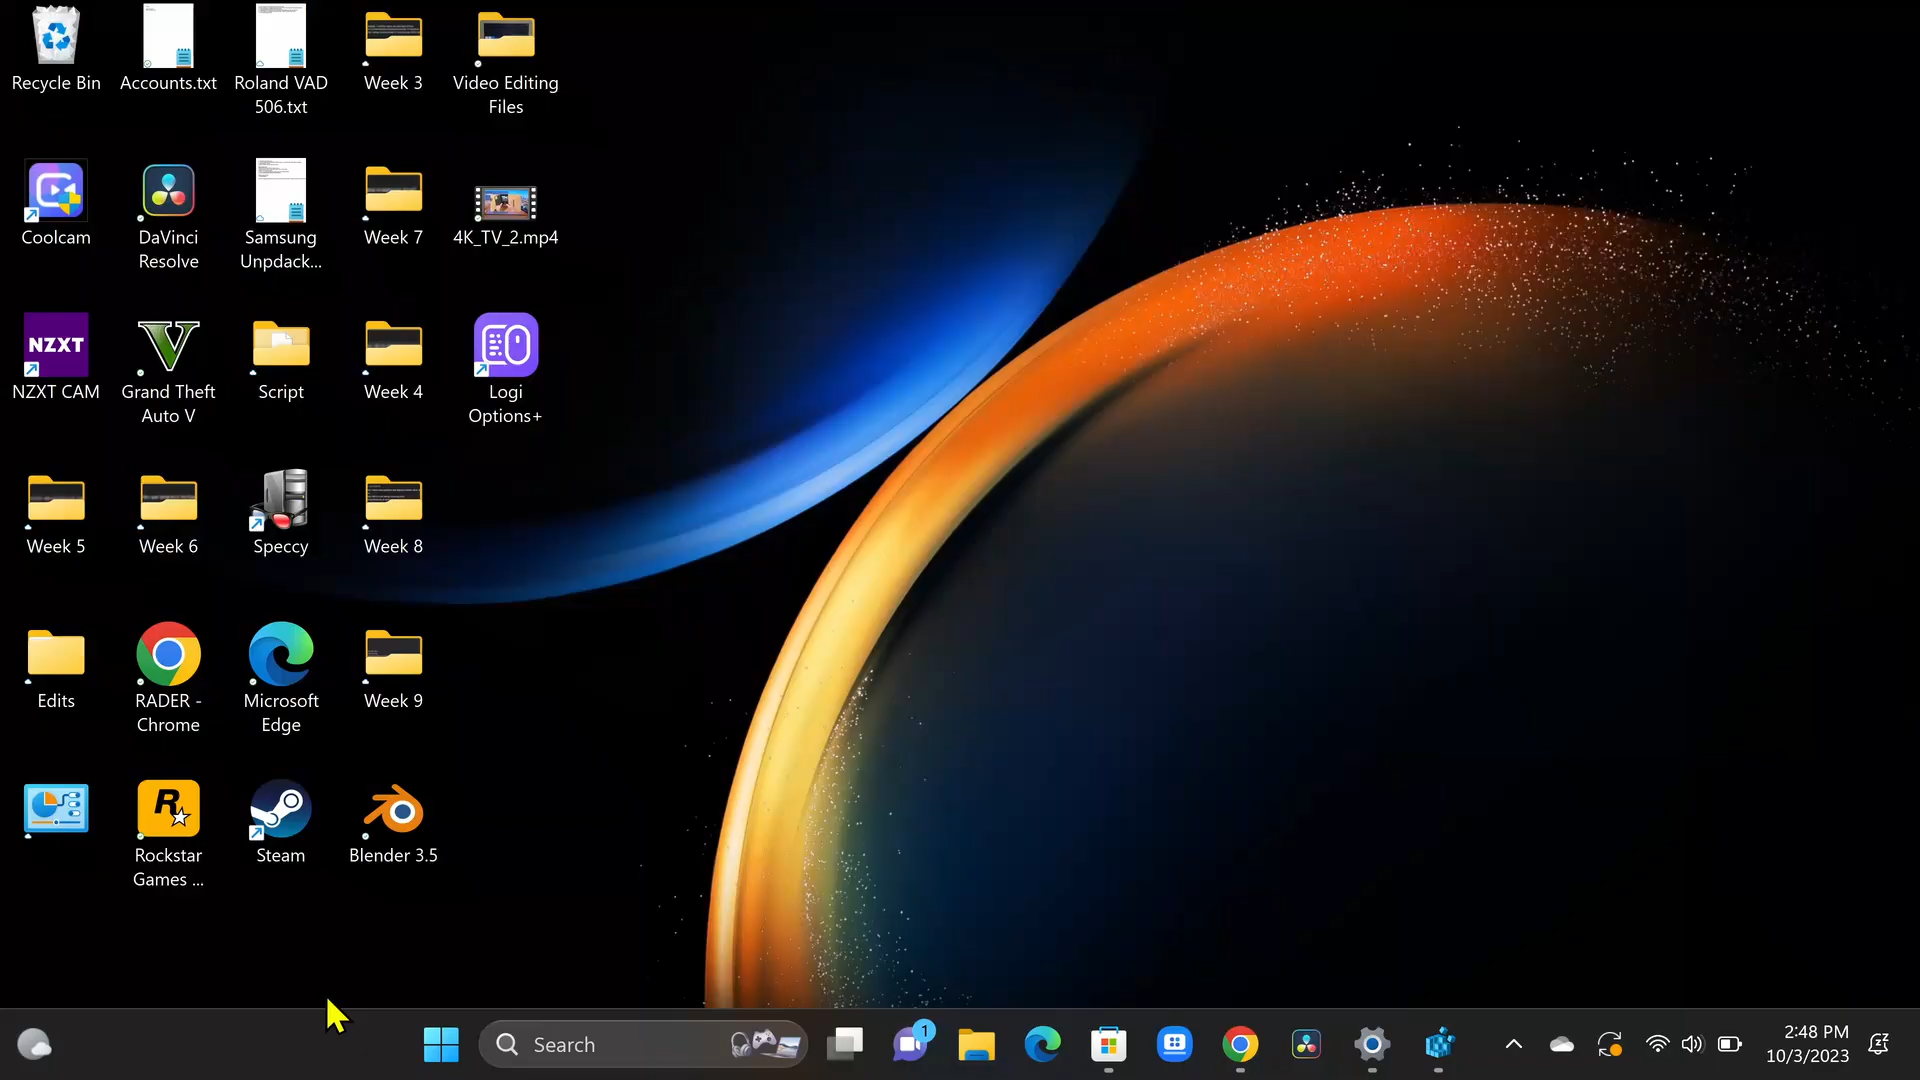 Recycle Bin
Accounts.txt
Roland VAD
506.txt
Week 3
Video Editing
Files
Coolcam
DaVinci
Resolve
Samsung
Unpdack...
Week 7
4K_TV_2.mp4
NZXT
NZXT CAM
V
Grand Theft
Auto V
Script
Week 4
Logi
Options+
Week 5
Week 6
Speccy
Week 8
Edits
RADER -
Chrome
Microsoft
Edge
Week 9
R
Rockstar
Games ...
Steam
Blender 3.5
Search
1
2:48 PM
10/3/2023